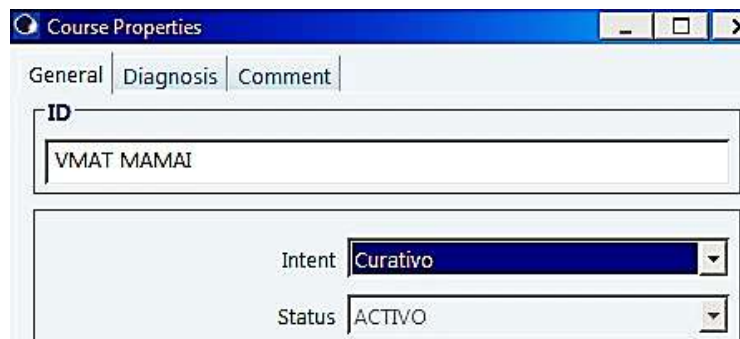 Course Properties
General Diagnosis Comment
ID
VMAT MAMAI
Intent Curativo
Status ACTIVO